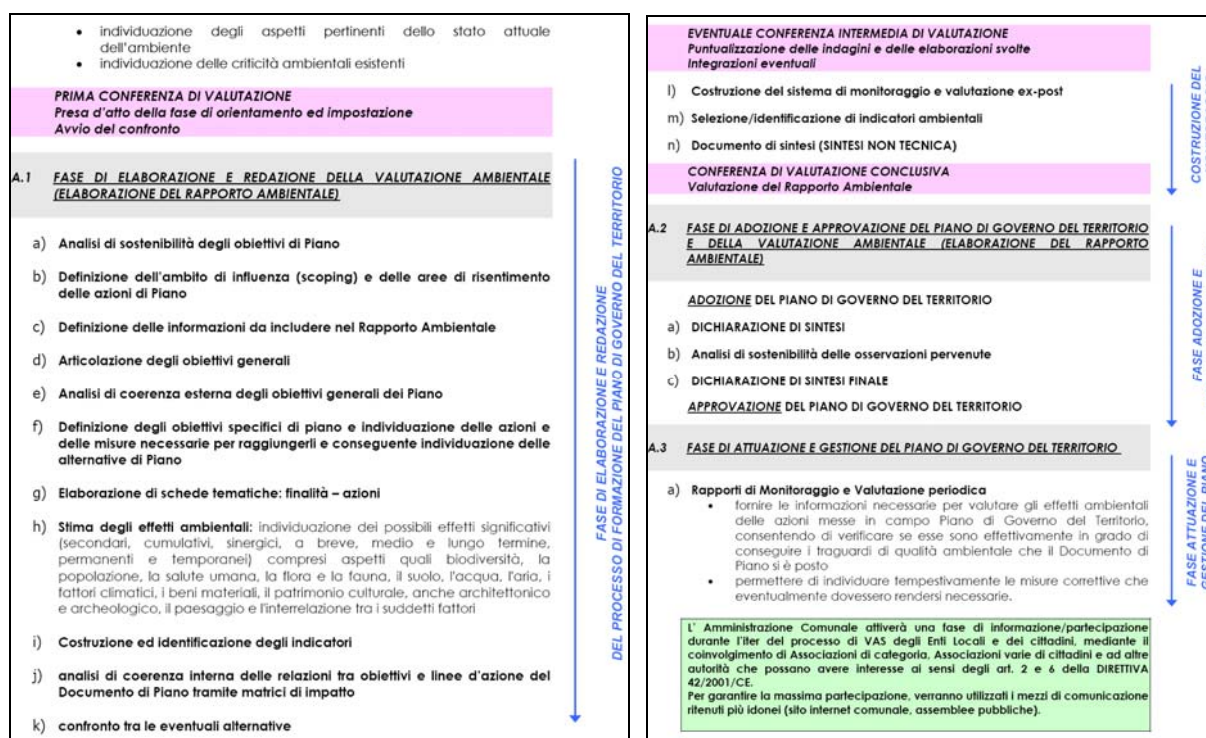 • individuazione degli aspetti pertinenti dello stato attuale
dell'ambiente
• individuazione delle criticità ambientali esistenti
PRIMA CONFERENZA DI VALUTAZIONE
Presa d'atto della fase di orientamento ed impostazione
Avvio del confronto
A.1 FASE DI ELABORAZIONE E REDAZIONE DELLA VALUTAZIONE AMBIENTALE
(ELABORAZIONE DEL RAPPORTO AMBIENTALE)
a) Analisi di sostenibilità degli obiettivi di Piano
b) Definizione dell'ambito di influenza (scoping) e delle aree di risentimento
delle azioni di Piano
c) Definizione delle informazioni da includere nel Rapporto Ambientale
d) Articolazione degli obiettivi generali
e) Analisi di coerenza esterna degli obiettivi generali dei Piano
f) Definizione degli obiettivi specifici di piano e individuazione delle azioni e
delle misure necessarie per raggiungerli e conseguente individuazione delle
alternative di Piano
g) Elaborazione di schede tematiche: finalità – azioni
h) Stima degli effetti ambientali: individuazione dei possibili effetti significativi
(secondari, cumulativi, sinergici, a breve, medio e lungo termine,
permanenti e temporanei) compresi aspetti quali biodiversità, la
popolazione, la salute umana, la flora e la fauna, il suolo, l'acqua, l'aria, i
fattori climatici, i beni materiali, il patrimonio culturale, anche architettonico
e archeologico, il paesaggio e l'interrelazione tra i suddetti fattori
i) Costruzione ed identificazione degli indicatori
j) analisi di coerenza interna delle relazioni tra obiettivi e linee d'azione del
Documento di Piano tramite matrici di impatto
k) confronto tra le eventuali alternative
FASE DI ELABORAZIONE E REDAZIONE
DEL PROCESSO DI FORMAZIONE DEL PIANO DI GOVERNO DEL TERRITORIO
EVENTUALE CONFERENZA INTERMEDIA DI VALUTAZIONE
Puntualizzazione delle indagini e delle elaborazioni svolte
Integrazioni eventuali
l) Costruzione del sistema di monitoraggio e valutazione ex-post
m) Selezione/identificazione di indicatori ambientali
n) Documento di sintesi (SINTESI NON TECNICA)
CONFERENZA DI VALUTAZIONE CONCLUSIVA
Valutazione del Rapporto Ambientale
COSTRUZIONE DEL
A.2 FASE DI ADOZIONE E APPROVAZIONE DEL PIANO DI GOVERNO DEL TERRITORIO
E DELLA VALUTAZIONE AMBIENTALE (ELABORAZIONE DEL RAPPORTO
AMBIENTALE)
ADOZIONE DEL PIANO DI GOVERNO DEL TERRITORIO
a) DICHIARAZIONE DI SINTESI
b) Analisi di sostenibilità delle osservazioni pervenute
c) DICHIARAZIONE DI SINTESI FINALE
APPROVAZIONE DEL PIANO DI GOVERNO DEL TERRITORIO
FASE ADOZIONE E
A.3 FASE DI ATTUAZIONE E GESTIONE DEL PIANO DI GOVERNO DEL TERRITORIO
a) Rapporti di Monitoraggio e Valutazione periodica
• fornire le informazioni necessarie per valutare gli effetti ambientali
delle azioni messe in campo Piano di Governo del Territorio,
consentendo di verificare se esse sono effettivamente in grado di
conseguire i traguardi di qualità ambientale che il Documento di
Piano si è posto
• permettere di individuare tempestivamente le misure correttive che
eventualmente dovessero rendersi necessarie.
FASE ATTUAZIONE E
GESTIONE DEL PIANO
L' Amministrazione Comunale attiverà una fase di informazione/partecipazione
durante l'iter del processo di VAS degli Enti Locali e dei cittadini, mediante il
coinvolgimento di Associazioni di categoria, Associazioni varie di cittadini e ad altre
autorità che possano avere interesse ai sensi degli art. 2 e 6 della DIRETTIVA
42/2001/CE.
Per garantire la massima partecipazione, verranno utilizzati i mezzi di comunicazione
ritenuti più idonei (sito internet comunale, assemblee pubbliche).